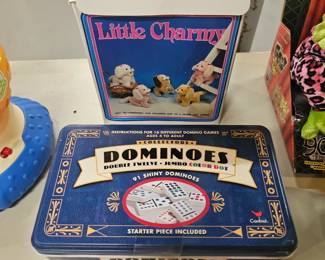 Little Charmy
INSTRUCTIONS FOR 16 DIFFERENT DOMINO GAMES
AGES 6 TO ADULT
COLLECTORS
DOMINOES
DOUBLE TWELVE • JUMBO COLOR DOT
91 SHINY DOMINOES
STARTER PIECE INCLUDED
Cardinal